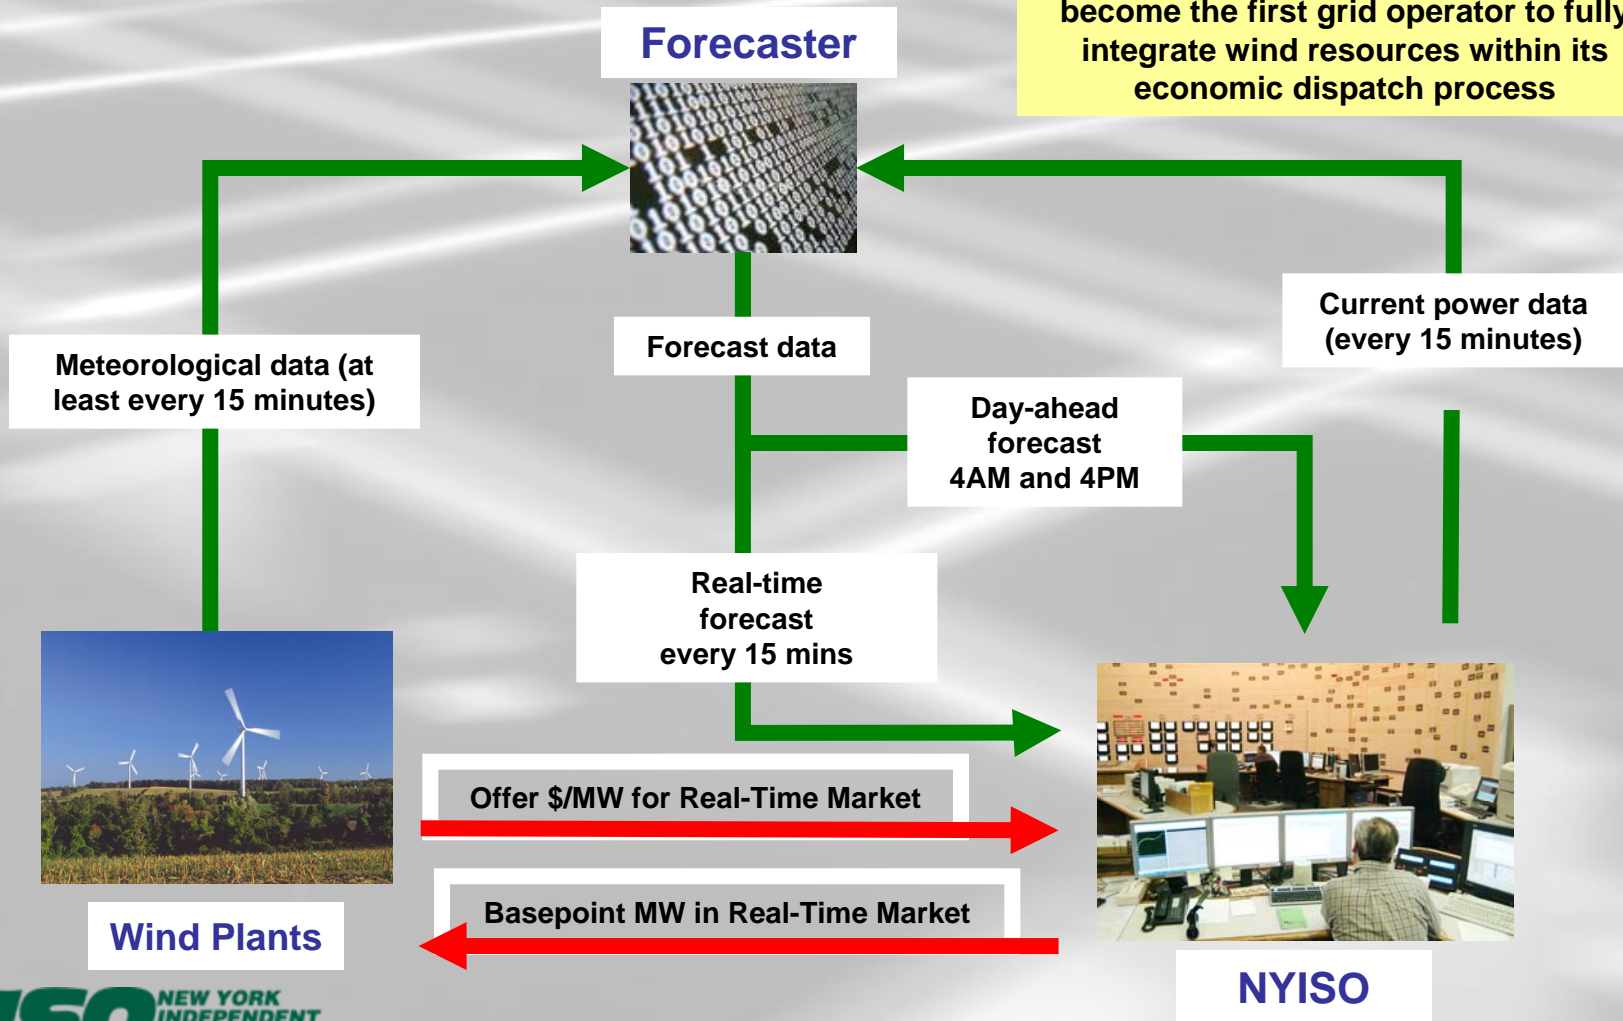 become the first grid operator to fully
integrate wind resources within its
economic dispatch process
Forecaster
Meteorological data (at
least every 15 minutes)
Forecast data
Current power data
(every 15 minutes)
Day-ahead
forecast
4AM and 4PM
Real-time
forecast
every 15 mins
Offer $/MW for Real-Time Market
Basepoint MW in Real-Time Market
Wind Plants
NYISO
ISO
NEW YORK
INDEPENDENT